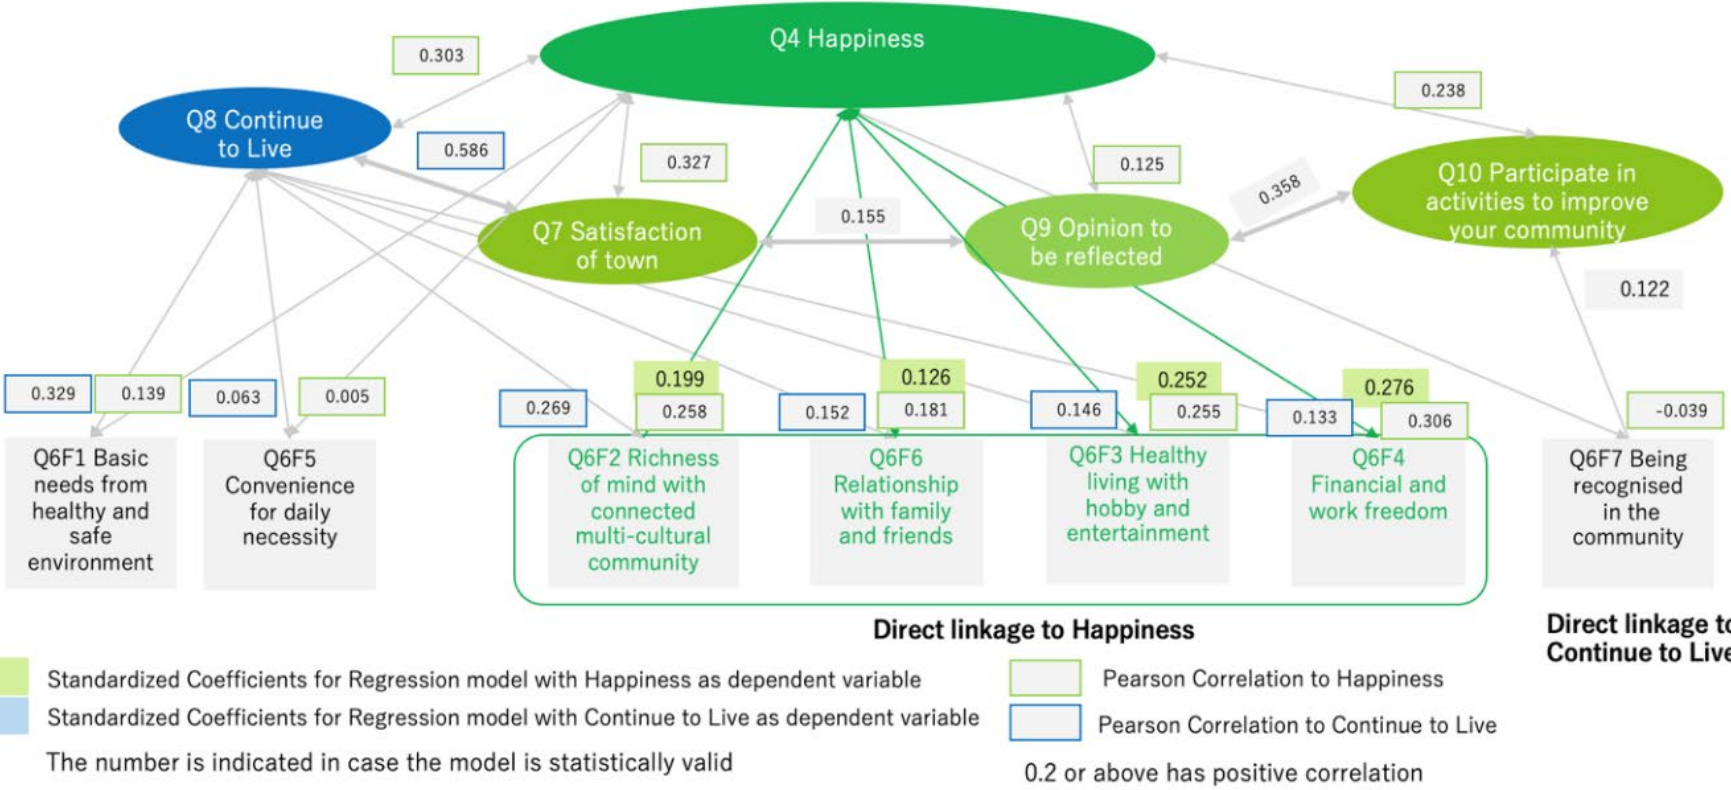 Q4 Happiness
0.303
0.238
Q8 Continue
to Live
0.586
0.327
0.125
0.358
Q10 Participate in
activities to improve
your community
Q7 Satisfaction
of town
0.155
Q9 Opinion to
be reflected
0.122
0.329
0.139
0.063
0.005
0.269
0.199
0.258
0.152
0.126
0.181
0.146
0.252
0.255
0.133
0.276
0.306
-0.039
Q6F1 Basic
needs from
healthy and
safe
environment
Q6F5
Convenience
for daily
necessity
Q6F2 Richness
of mind with
connected
multi-cultural
community
Q6F6
Relationship
with family
and friends
Q6F3 Healthy
living with
hobby and
entertainment
Q6F4
Financial and
work freedom
Q6F7 Being
recognised
in the
community
Direct linkage to Happiness
Direct linkage to
Continue to Live
Standardized Coefficients for Regression model with Happiness as dependent variable
Standardized Coefficients for Regression model with Continue to Live as dependent variable
The number is indicated in case the model is statistically valid
Pearson Correlation to Happiness
Pearson Correlation to Continue to Live
0.2 or above has positive correlation